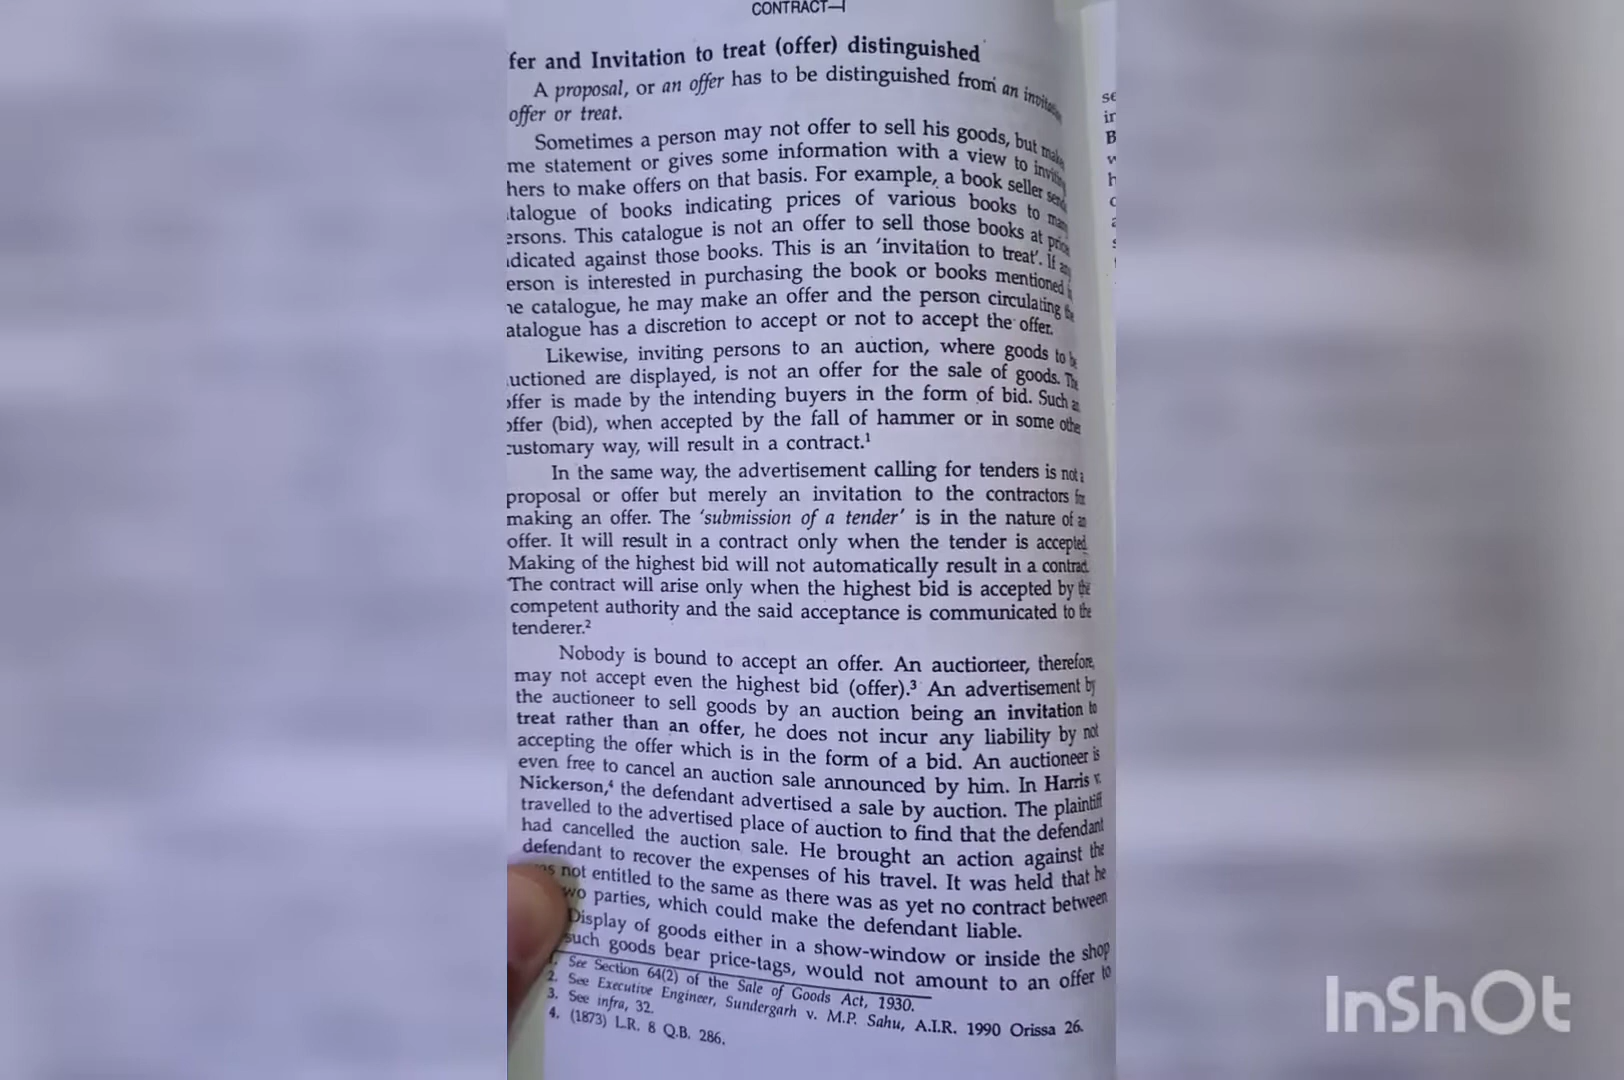 CONTRACT—I
fer and Invitation to treat (offer) distinguished
A proposal, or an offer has to be distinguished from an invitation
offer or treat.
Sometimes a person may not offer to sell his goods, but make
me statement or gives some information with a view to inviting
hers to make offers on that basis. For example, a book seller sends
talogue of books indicating prices of various books to many
ersons. This catalogue is not an offer to sell those books at price
dicated against those books. This is an 'invitation to treat'. If any
erson is interested in purchasing the book or books mentioned in
he catalogue, he may make an offer and the person circulating the
atalogue has a discretion to accept or not to accept the offer.
Likewise, inviting persons to an auction, where goods to be
uctioned are displayed, is not an offer for the sale of goods. The
offer is made by the intending buyers in the form of bid. Such an
offer (bid), when accepted by the fall of hammer or in some other
customary way, will result in a contract.1
In the same way, the advertisement calling for tenders is not a
proposal or offer but merely an invitation to the contractors for
making an offer. The 'submission of a tender' is in the nature of an
offer. It will result in a contract only when the tender is accepted.
Making of the highest bid will not automatically result in a contract.
The contract will arise only when the highest bid is accepted by the
competent authority and the said acceptance is communicated to the
tenderer.2
Nobody is bound to accept an offer. An auctioneer, therefore,
may not accept even the highest bid (offer).3 An advertisement by
the auctioneer to sell goods by an auction being an invitation to
treat rather than an offer, he does not incur any liability by not
accepting the offer which is in the form of a bid. An auctioneer is
even free to cancel an auction sale announced by him. In Harris v.
Nickerson,4 the defendant advertised a sale by auction. The plaintiff
travelled to the advertised place of auction to find that the defendant
had cancelled the auction sale. He brought an action against the
defendant to recover the expenses of his travel. It was held that he
not entitled to the same as there was as yet no contract between
wo parties, which could make the defendant liable.
Display of goods either in a show-window or inside the shop
such goods bear price-tags, would not amount to an offer to
1. See Section 64(2) of the Sale of Goods Act, 1930.
2. See Executive Engineer, Sundergarh v. M.P. Sahu, A.I.R. 1990 Orissa 26.
3. See infra, 32.
4. (1873) L.R. 8 Q.B. 286.
InShOt